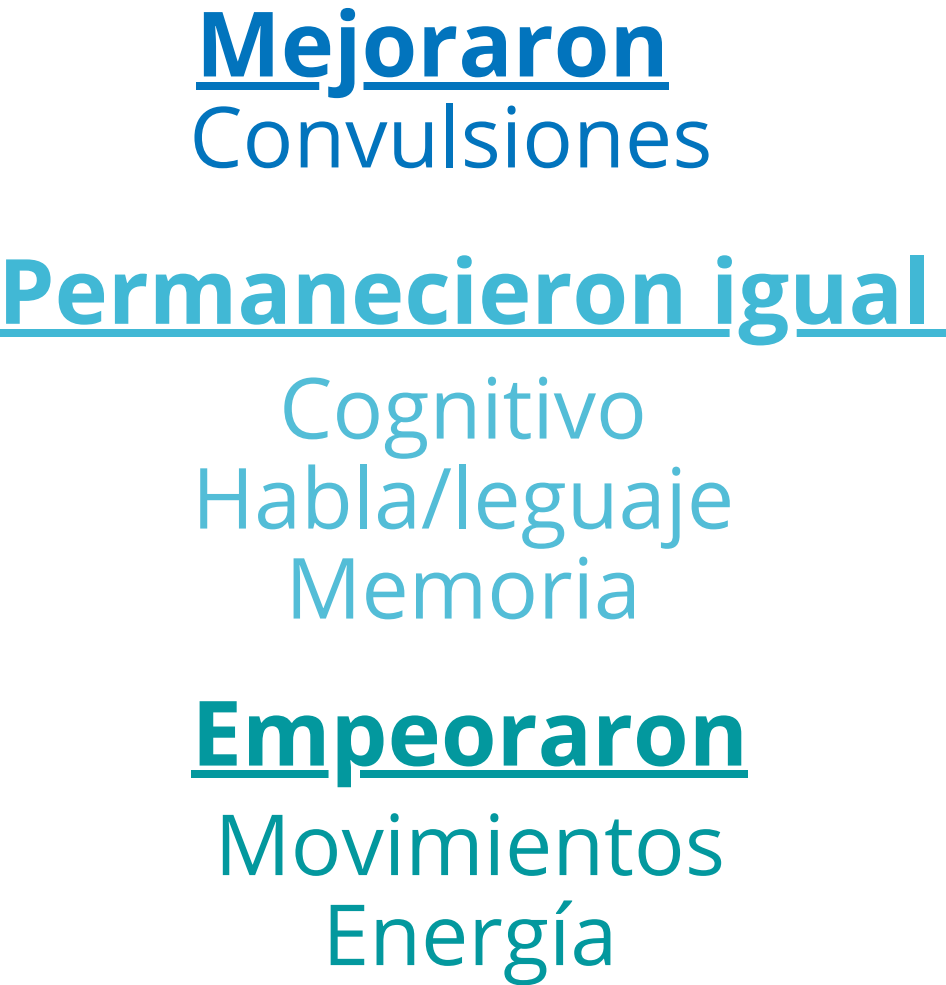 Mejoraron
Convulsiones
Permanecieron igual
Cognitivo
Habla/leguaje
Memoria
Empeoraron
Movimientos
Energía